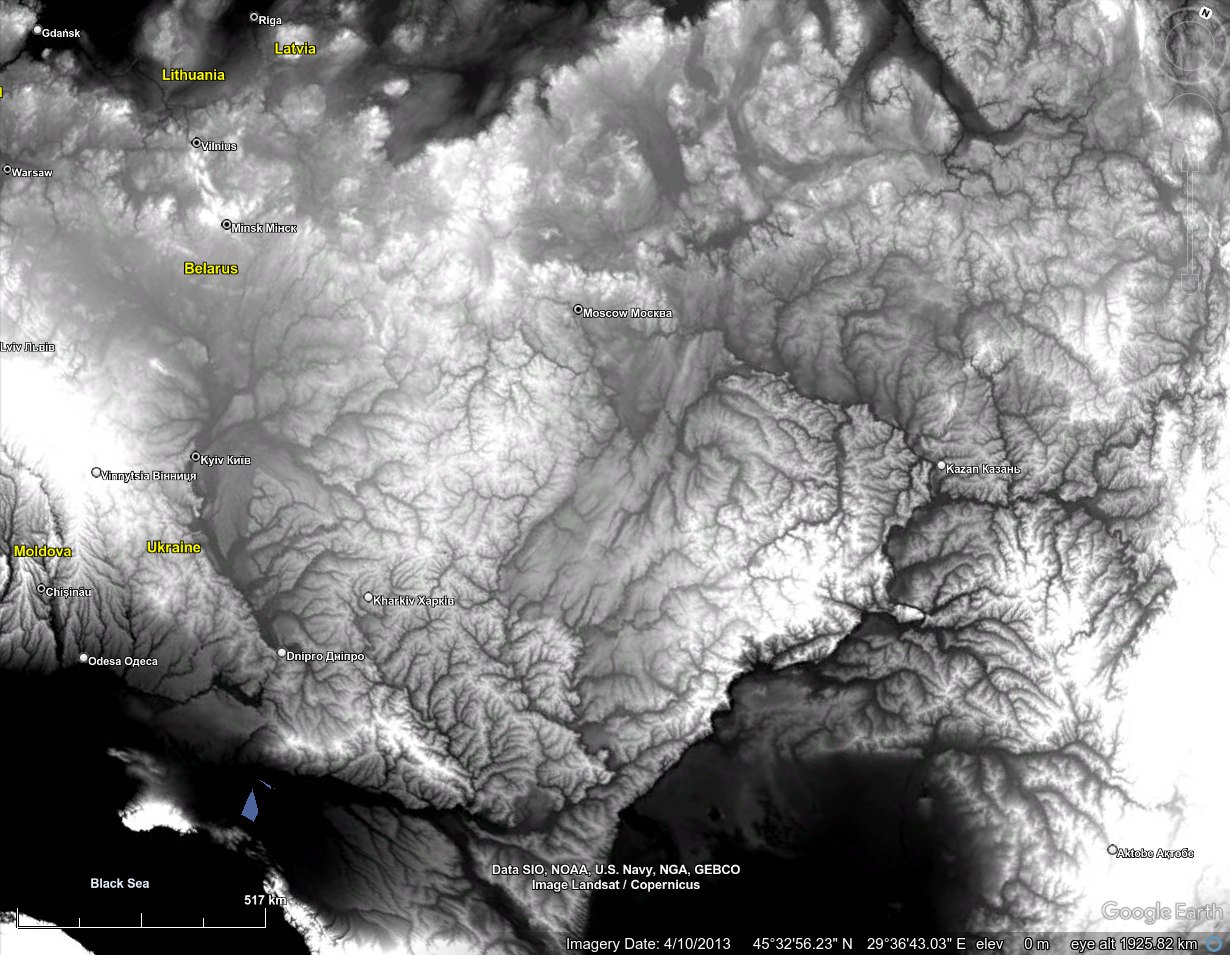 N
Riga
Gdańsk
Latvia
Lithuania
Vilnius
Warsaw
Minsk Мінск
Belarus
Moscow Москва
Lviv Львів
Kyiv Київ
Kazan Казань
Vinnytsia Вінниця
Ukraine
Moldova
Chișinău
Kharkiv Харків
Dnipro Дніпро
Odesa Одеса
Aktobe Ақтөбе
Data SIO, NOAA, U.S. Navy, NGA, GEBCO
Image Landsat / Copernicus
Black Sea
517 km
Google Earth
Imagery Date: 4/10/2013 45°32'56.23" N 29°36'43.03" E elev 0 m eye alt 1925.82 km